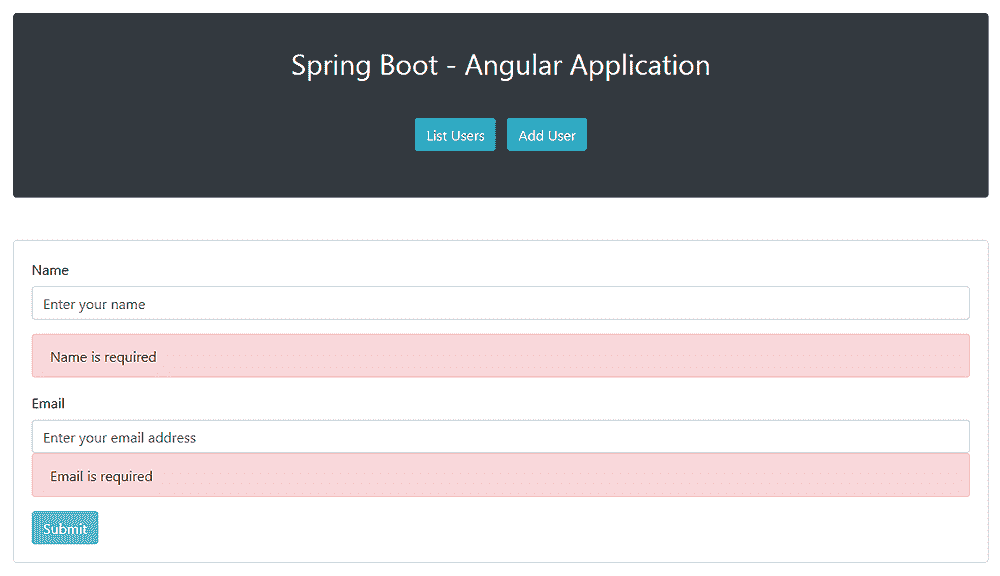 Spring Boot - Angular Application
List Users Add User
Name
Enter your name
Name is required
Email
Enter your email address
Email is required
Submit